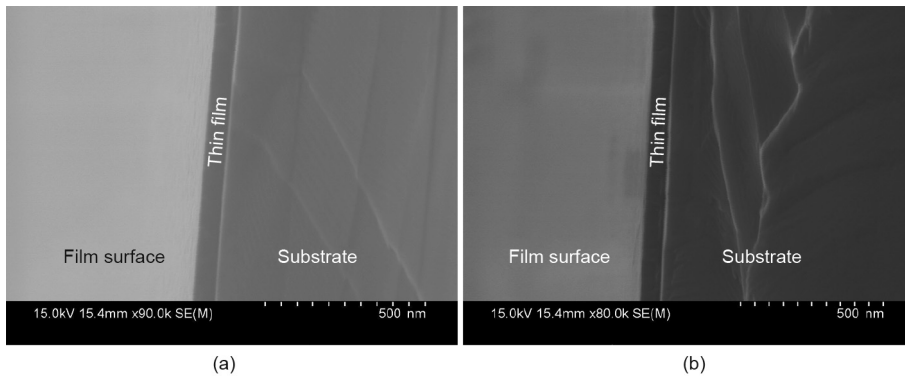 Thin film
Film surface
Substrate
15.0kV 15.4mm x90.0k SE(M)
500 nm
(a)
Thin film
Film surface
Substrate
15.0kV 15.4mm x80.0k SE(M)
500 nm
(b)